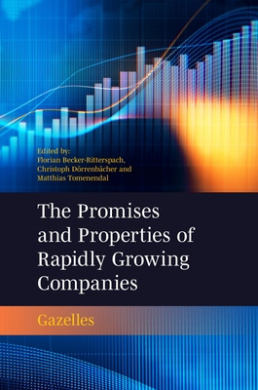 Edited by:
Florian Becker-Ritterspach,
Christoph Dörrenbächer and
Matthias Tomenendal
The Promises
and Properties of
Rapidly Growing
Companies
Gazelles